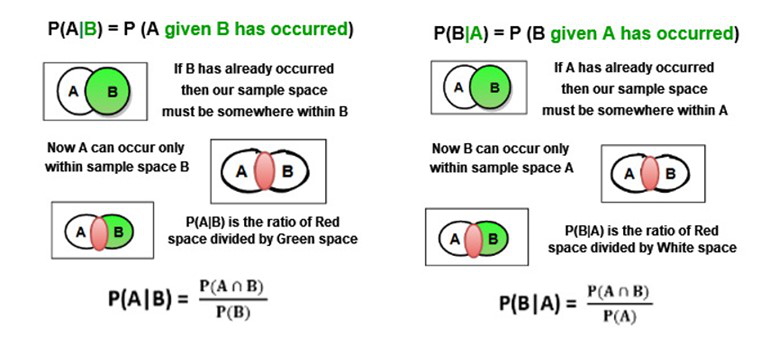 P(A|B) = P (A given B has occurred)
A B
If B has already occurred
then our sample space
must be somewhere within B
Now A can occur only
within sample space B
A B
A B
P(A|B) is the ratio of Red
space divided by Green space
P(A|B) = P(A ∩ B) / P(B)
P(B|A) = P (B given A has occurred)
A B
If A has already occurred
then our sample space
must be somewhere within A
Now B can occur only
within sample space A
A B
A B
P(B|A) is the ratio of Red
space divided by White space
P(B|A) = P(A ∩ B) / P(A)